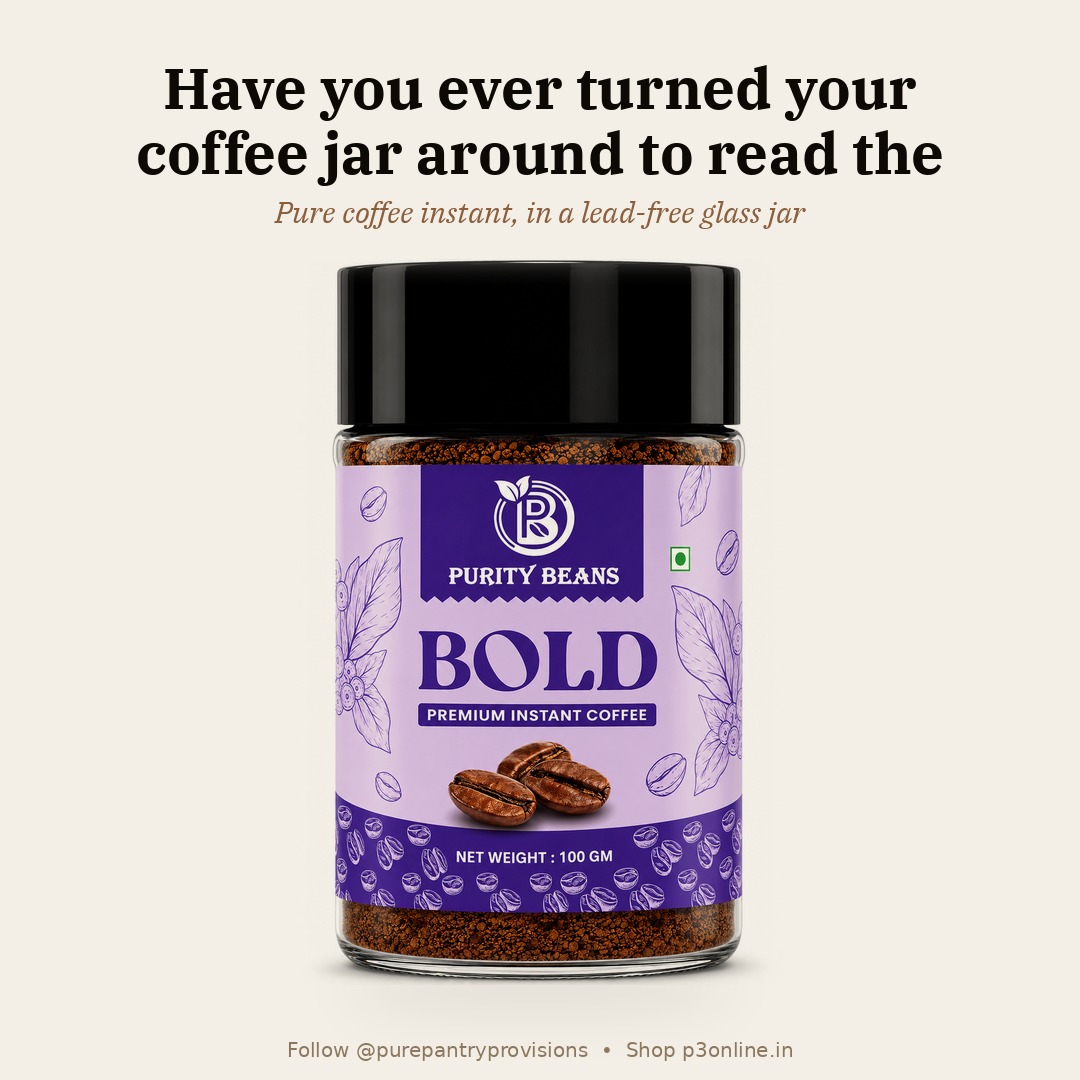 Have you ever turned your
coffee jar around to read the
Pure coffee instant, in a lead-free glass jar
PURITY BEANS
BOLD
PREMIUM INSTANT COFFEE
NET WEIGHT : 100 GM
Follow @purepantryprovisions • Shop p3online.in